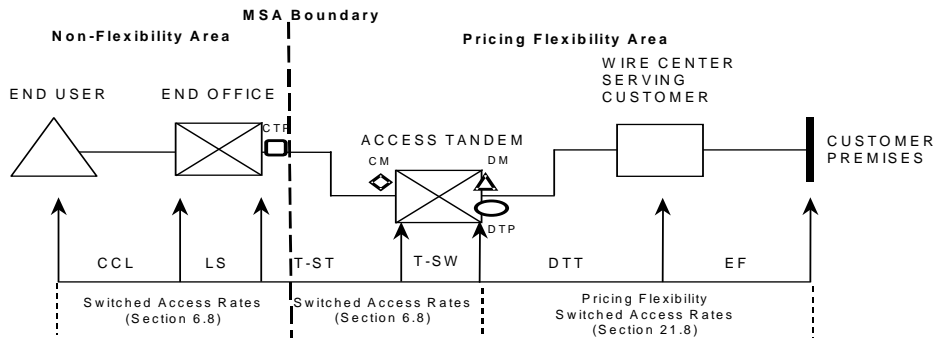 MSA Boundary
Non-Flexibility Area
Pricing Flexibility Area
WIRE CENTER
SERVING
CUSTOMER
END USER
END OFFICE
CTP
ACCESS TANDEM
CUSTOMER
PREMISES
CM
DM
DTP
CCL
LS
T-ST
T-SW
DTT
EF
Switched Access Rates
(Section 6.8)
Switched Access Rates
(Section 6.8)
Pricing Flexibility
Switched Access Rates
(Section 21.8)